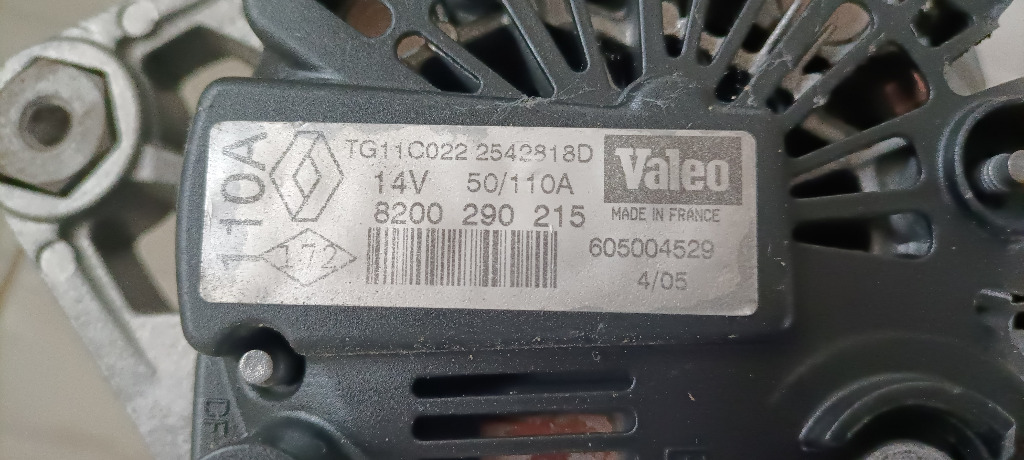 110A
TG11C022 2542818D
14V 50/110A
8200 290 215
172
Valeo
MADE IN FRANCE
605004529
4/05